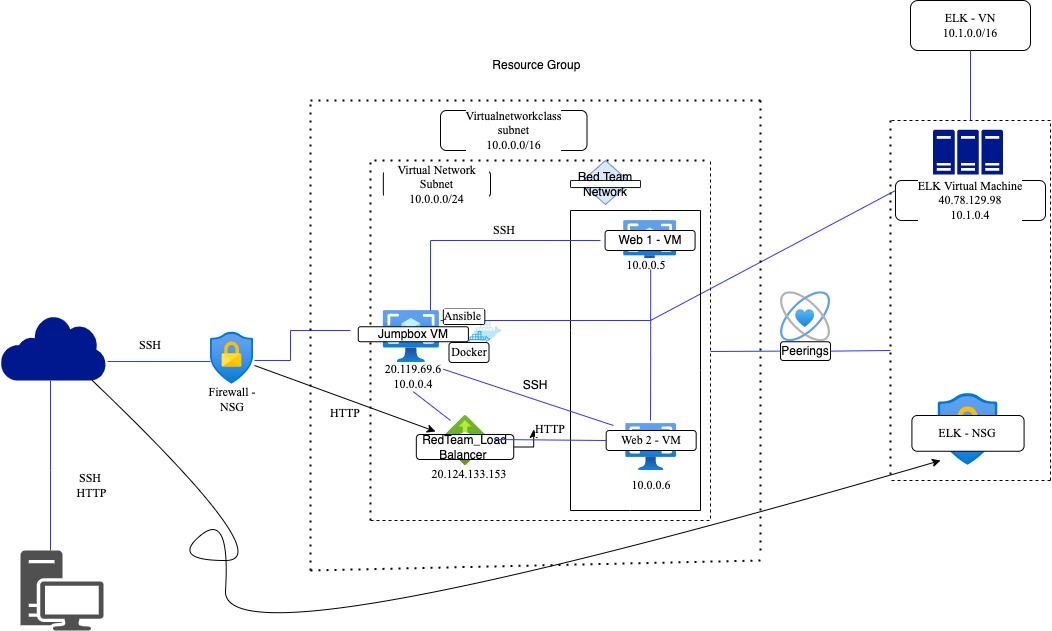 ELK - VN
10.1.0.0/16
Resource Group
Virtualnetworkclass
subnet
10.0.0.0/16
Virtual Network
Subnet
10.0.0.0/24
Red Team
Network
ELK Virtual Machine
40.78.129.98
10.1.0.4
SSH
Web 1 - VM
10.0.0.5
Ansible
Jumpbox VM
Docker
20.119.69.6
10.0.0.4
Peerings
SSH
Firewall -
NSG
SSH
HTTP
HTTP
RedTeam_Load
Balancer
20.124.133.153
Web 2 - VM
10.0.0.6
ELK - NSG
SSH
HTTP